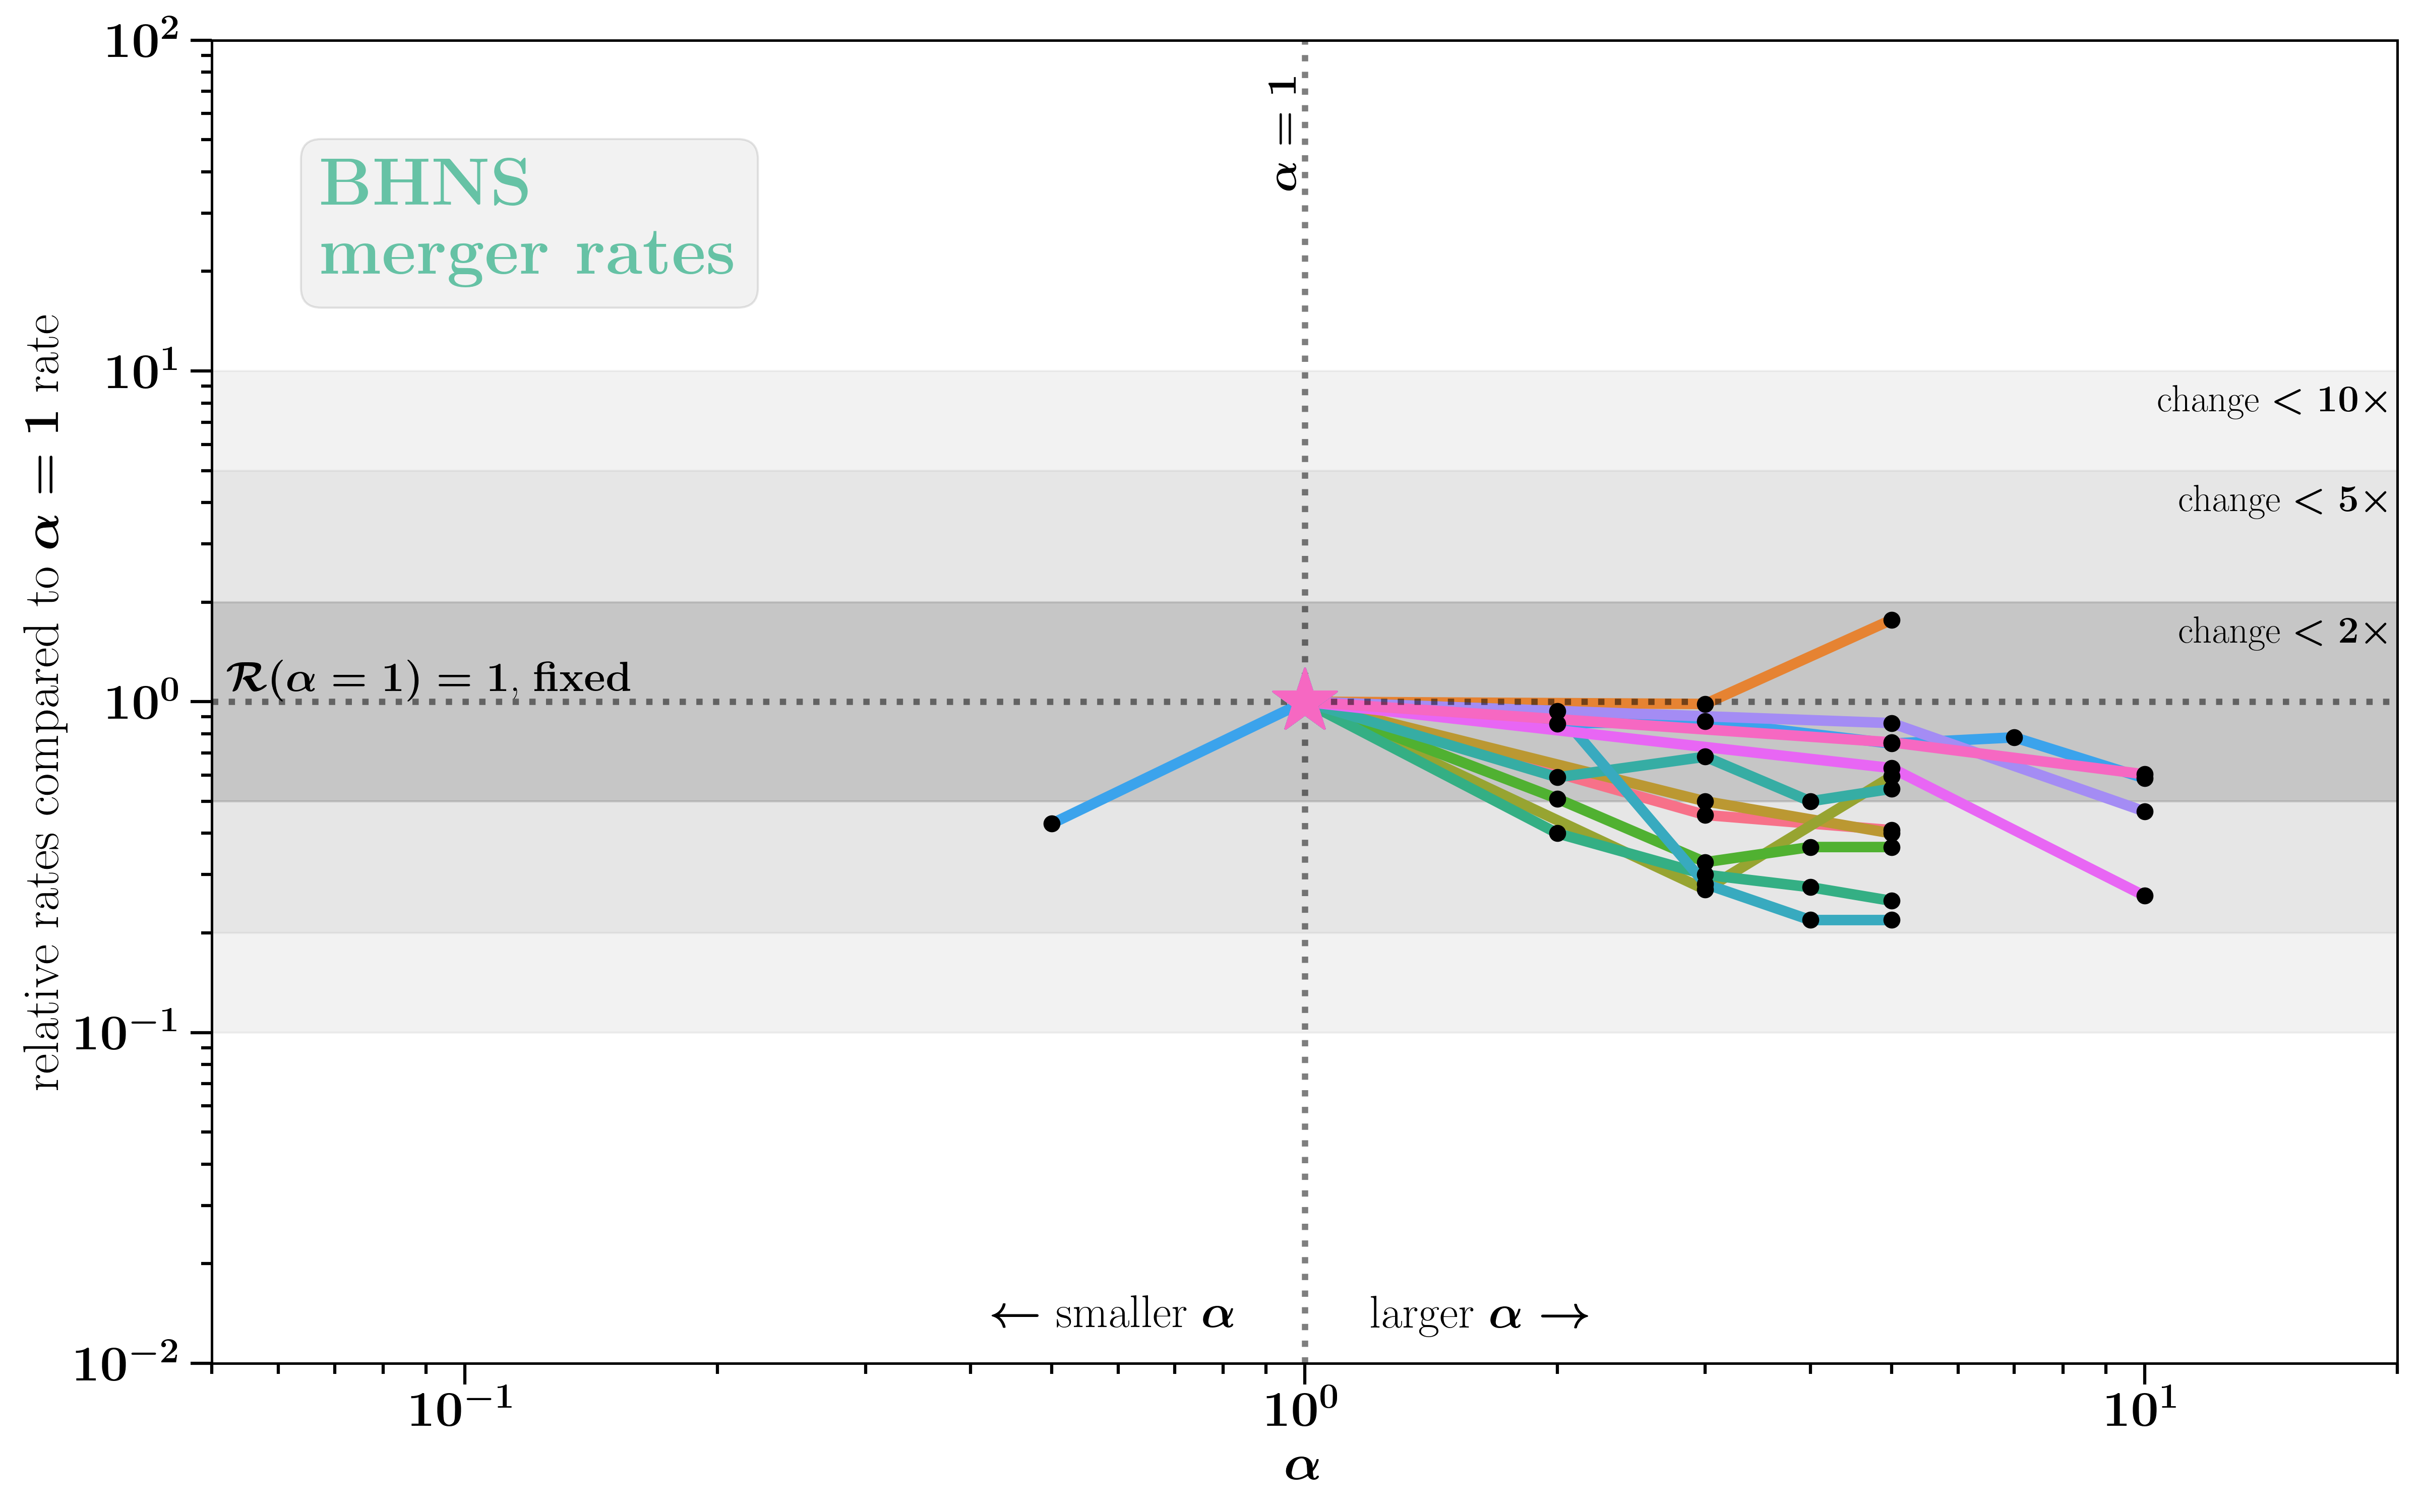 10²
α = 1
BHNS
merger rates
10¹
change < 10×
change < 5×
change < 2×
ℛ(α = 1) = 1, fixed
10⁰
relative rates compared to α = 1 rate
10⁻¹
← smaller α
larger α →
10⁻²
10⁻¹
10⁰
10¹
α